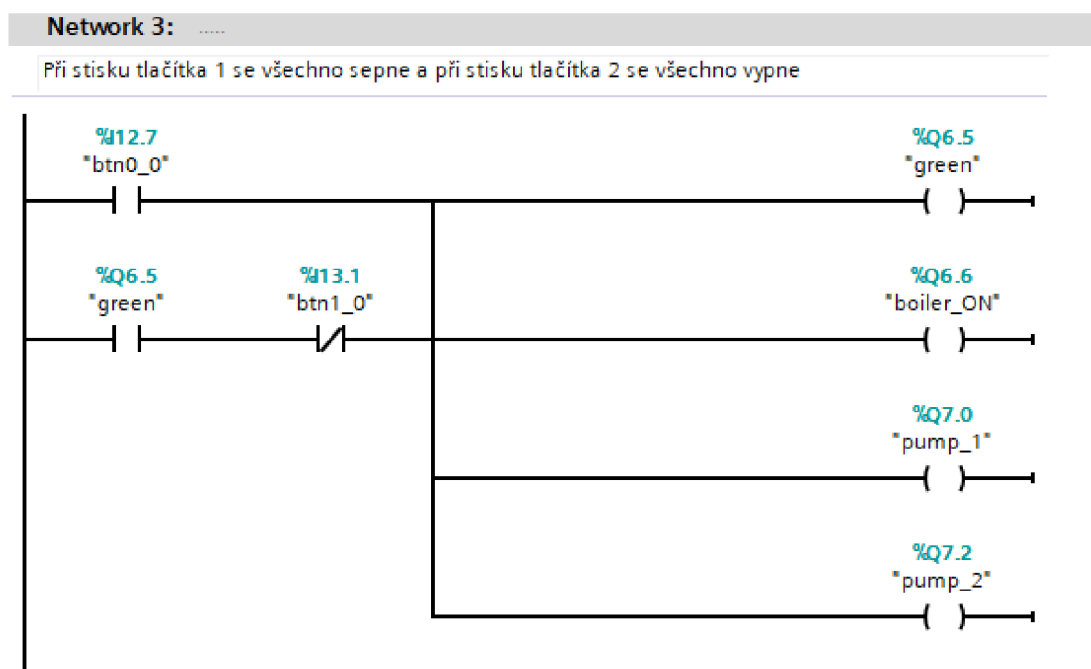 Network 3: .....
Při stisku tlačítka 1 se všechno sepne a při stisku tlačítka 2 se všechno vypne
%I12.7 %Q6.5
"btn0_0" "green"
%Q6.5 %I13.1 %Q6.6
"green" "btn1_0" "boiler_ON"
%Q7.0
"pump_1"
%Q7.2
"pump_2"